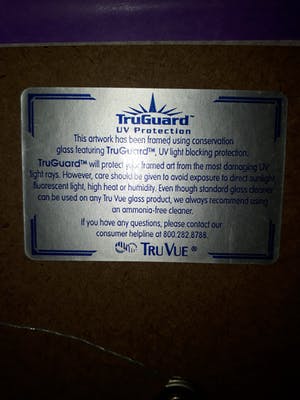 TruGuard™
UV Protection
This artwork has been framed using conservation
glass featuring TruGuard™, UV light blocking protection.
TruGuard™ will protect your framed art from the most damaging UV
light rays. However, care should be given to avoid exposure to direct sunlight,
fluorescent light, high heat or humidity. Even though standard glass cleaner
can be used on any Tru Vue glass product, we always recommend using
an ammonia-free cleaner.
If you have any questions, please contact our
consumer helpline at 800.282.8788.
TRU VUE ®